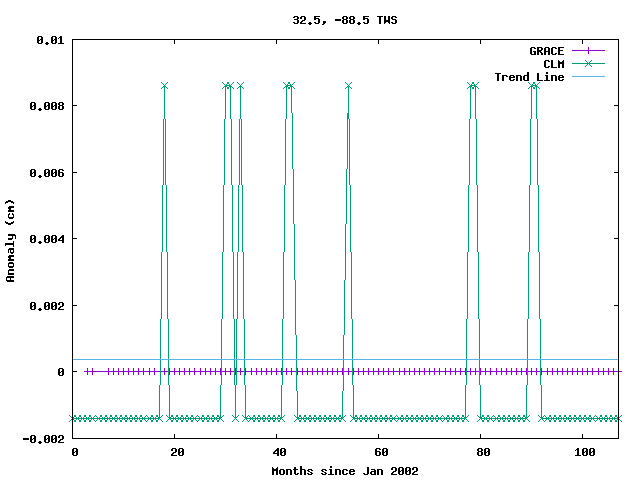 32.5, -88.5 TWS
GRACE
CLM
Trend Line
0.01
0.008
0.006
0.004
0.002
0
-0.002
Anomaly (cm)
0 20 40 60 80 100
Months since Jan 2002